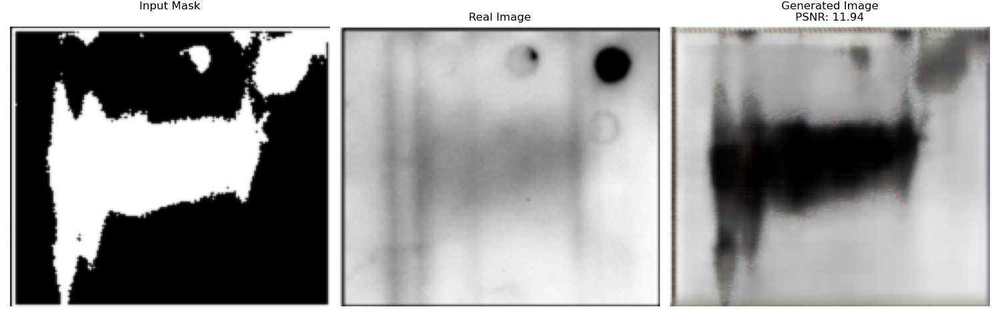 Input Mask
Real Image
Generated Image
PSNR: 11.94